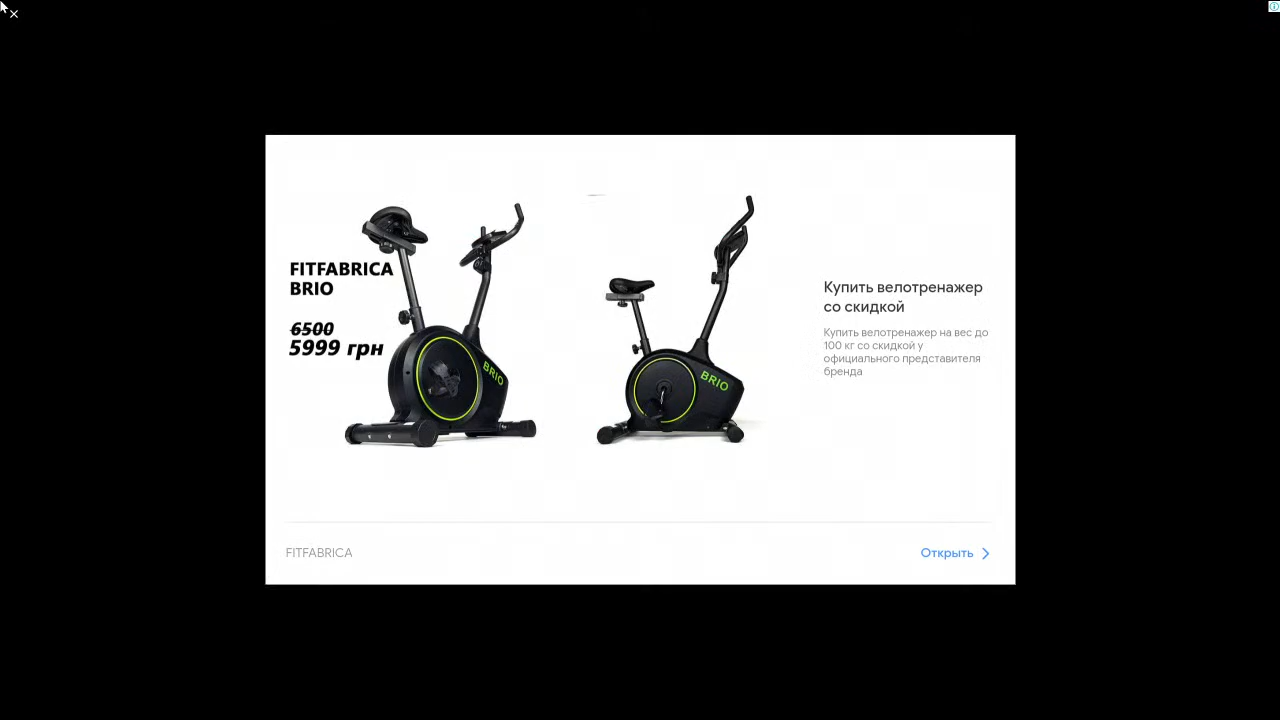 FITFABRICA
BRIO
6500
5999 грн
BRIO
BRIO
Купить велотренажер
со скидкой
Купить велотренажер на вес до
100 кг со скидкой у
официального представителя
бренда
FITFABRICA
Открыть